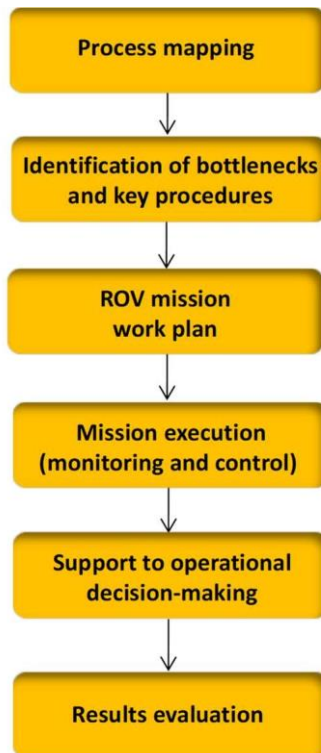 Process mapping
Identification of bottlenecks
and key procedures
ROV mission
work plan
Mission execution
(monitoring and control)
Support to operational
decision-making
Results evaluation